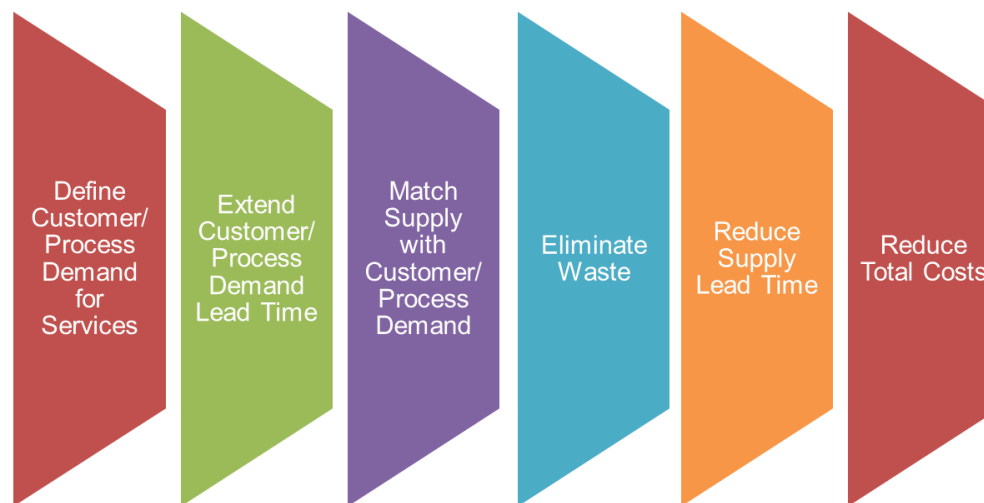 Define
Customer/
Process
Demand
for
Services
Extend
Customer/
Process
Demand
Lead Time
Match
Supply
with
Customer/
Process
Demand
Eliminate
Waste
Reduce
Supply
Lead Time
Reduce
Total Costs